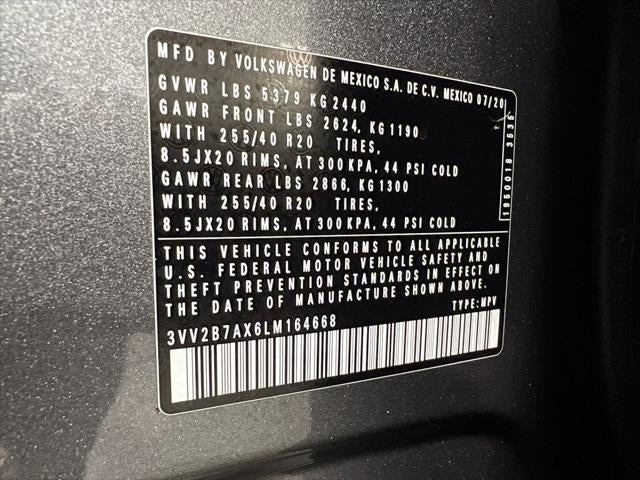 MFD BY VOLKSWAGEN DE MEXICO S.A. DE C.V. MEXICO 07/20
GVWR LBS 5379 KG 2440
GAWR FRONT LBS 2624, KG 1190
WITH 255/40 R20 TIRES,
8.5JX20 RIMS, AT 300 KPA, 44 PSI COLD
GAWR REAR LBS 2866, KG 1300
WITH 255/40 R20 TIRES,
8.5JX20 RIMS, AT 300 KPA, 44 PSI COLD
1950018 3535
THIS VEHICLE CONFORMS TO ALL APPLICABLE
U.S. FEDERAL MOTOR VEHICLE SAFETY AND
THEFT PREVENTION STANDARDS IN EFFECT ON
THE DATE OF MANUFACTURE SHOWN ABOVE.
TYPE: MPV
3VV2B7AX6LM164668